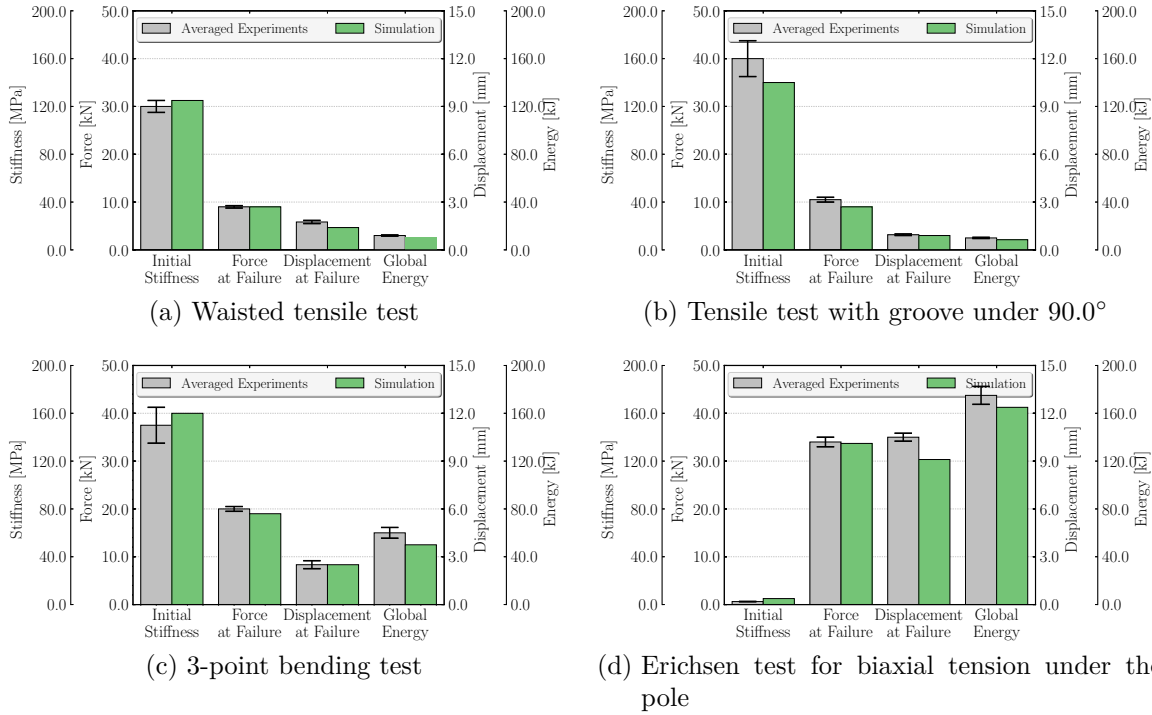 200.0
160.0
120.0
80.0
40.0
0.0
Stiffness [MPa]
50.0
40.0
30.0
20.0
10.0
0.0
Force [kN]
Averaged Experiments
Simulation
Initial Stiffness
Force at Failure
Displacement at Failure
Global Energy
15.0
12.0
9.0
6.0
3.0
0.0
Displacement [mm]
200.0
160.0
120.0
80.0
40.0
0.0
Energy [kJ]
(a) Waisted tensile test
200.0
160.0
120.0
80.0
40.0
0.0
Stiffness [MPa]
50.0
40.0
30.0
20.0
10.0
0.0
Force [kN]
Averaged Experiments
Simulation
Initial Stiffness
Force at Failure
Displacement at Failure
Global Energy
15.0
12.0
9.0
6.0
3.0
0.0
Displacement [mm]
200.0
160.0
120.0
80.0
40.0
0.0
Energy [kJ]
(b) Tensile test with groove under 90.0°
200.0
160.0
120.0
80.0
40.0
0.0
Stiffness [MPa]
50.0
40.0
30.0
20.0
10.0
0.0
Force [kN]
Averaged Experiments
Simulation
Initial Stiffness
Force at Failure
Displacement at Failure
Global Energy
15.0
12.0
9.0
6.0
3.0
0.0
Displacement [mm]
200.0
160.0
120.0
80.0
40.0
0.0
Energy [kJ]
(c) 3-point bending test
200.0
160.0
120.0
80.0
40.0
0.0
Stiffness [MPa]
50.0
40.0
30.0
20.0
10.0
0.0
Force [kN]
Averaged Experiments
Simulation
Initial Stiffness
Force at Failure
Displacement at Failure
Global Energy
15.0
12.0
9.0
6.0
3.0
0.0
Displacement [mm]
200.0
160.0
120.0
80.0
40.0
0.0
Energy [kJ]
(d) Erichsen test for biaxial tension under the
pole